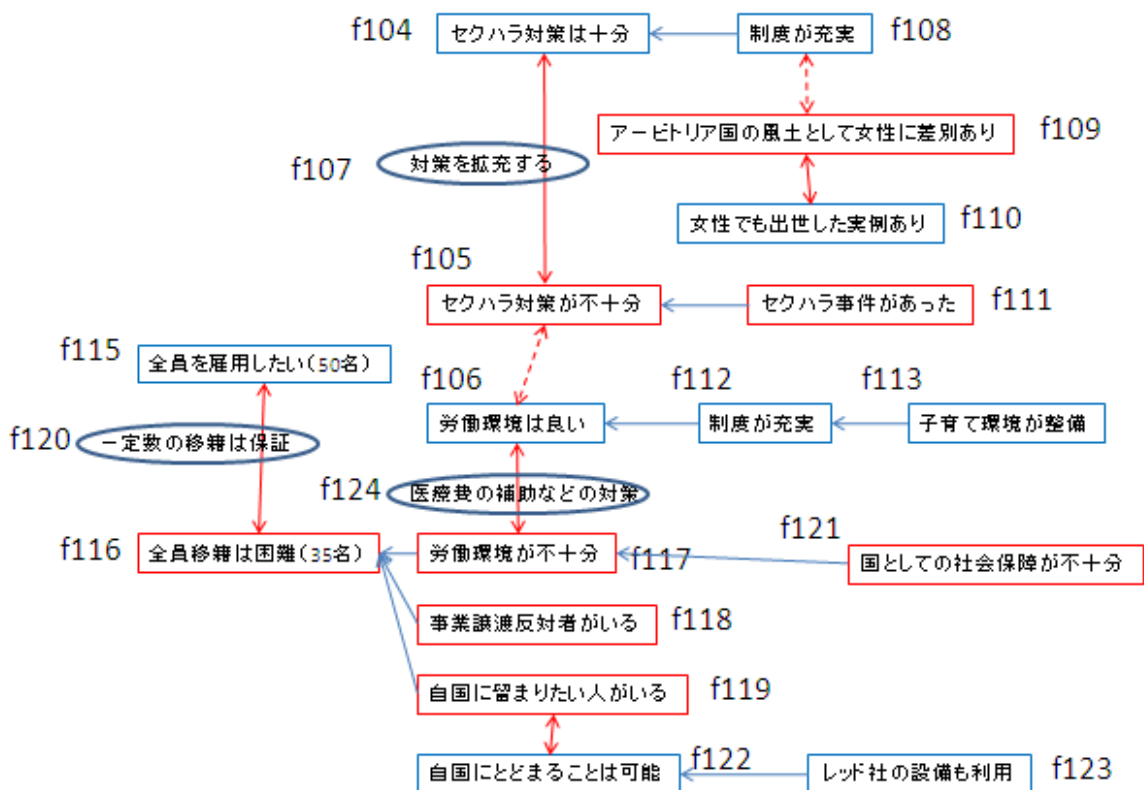 f104
セクハラ対策は十分
制度が充実
f108
アービトリア国の風土として女性に差別あり
f109
f107
対策を拡充する
女性でも出世した実例あり
f110
f105
セクハラ対策が不十分
セクハラ事件があった
f111
f115
全員を雇用したい(50名)
f106
f112
f113
労働環境は良い
制度が充実
子育て環境が整備
f120
一定数の移籍は保証
f124
医療費の補助などの対策
f116
全員移籍は困難(35名)
労働環境が不十分
f117
f121
国としての社会保障が不十分
事業譲渡反対者がいる
f118
自国に留まりたい人がいる
f119
自国にとどまることは可能
f122
レッド社の設備も利用
f123